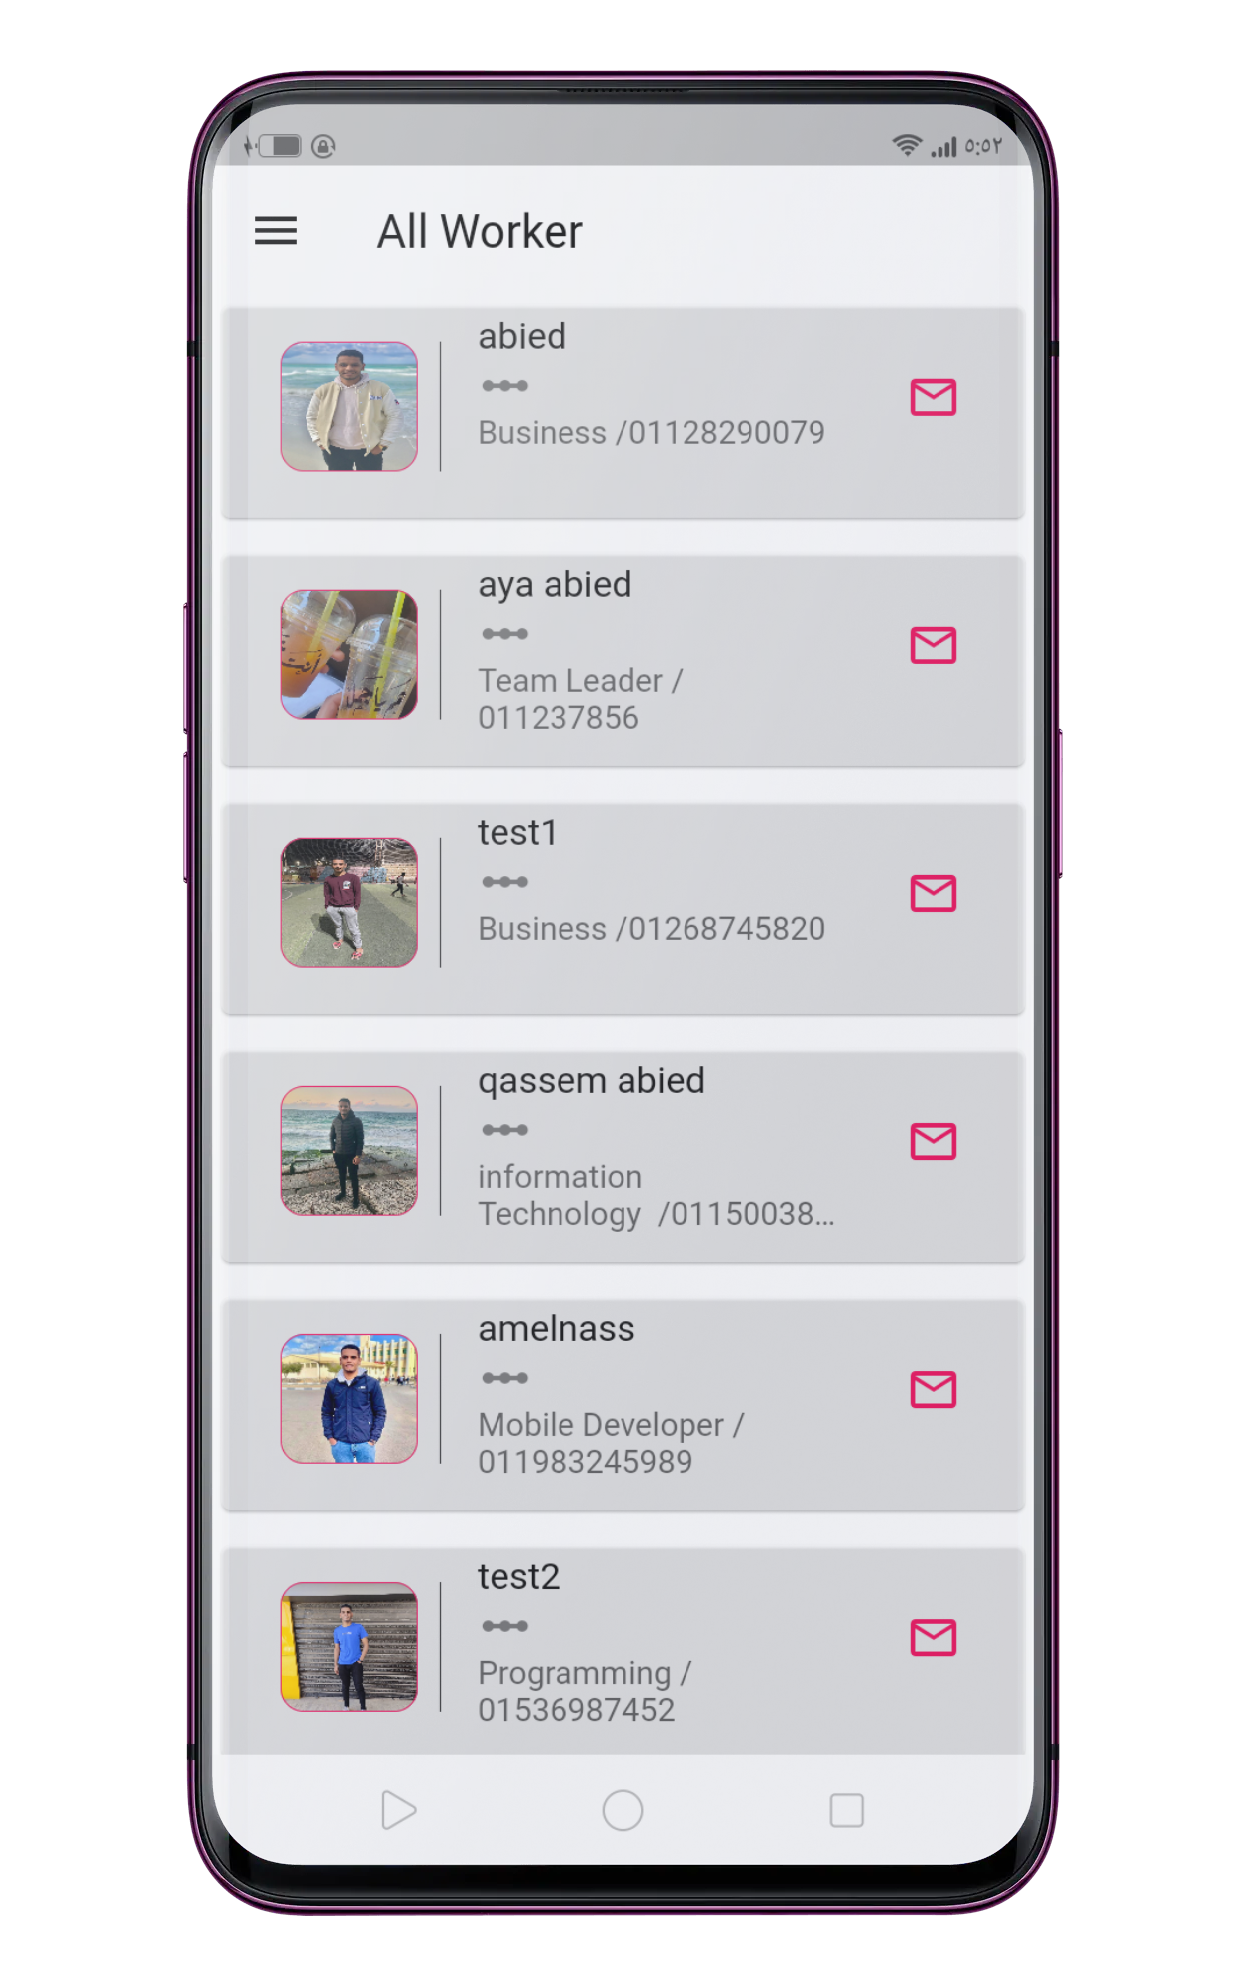 ٥:٥٢
All Worker
abied
Business /01128290079
aya abied
Team Leader /
011237856
test1
Business /01268745820
qassem abied
information
Technology  /01150038...
amelnass
Mobile Developer /
011983245989
test2
Programming /
01536987452